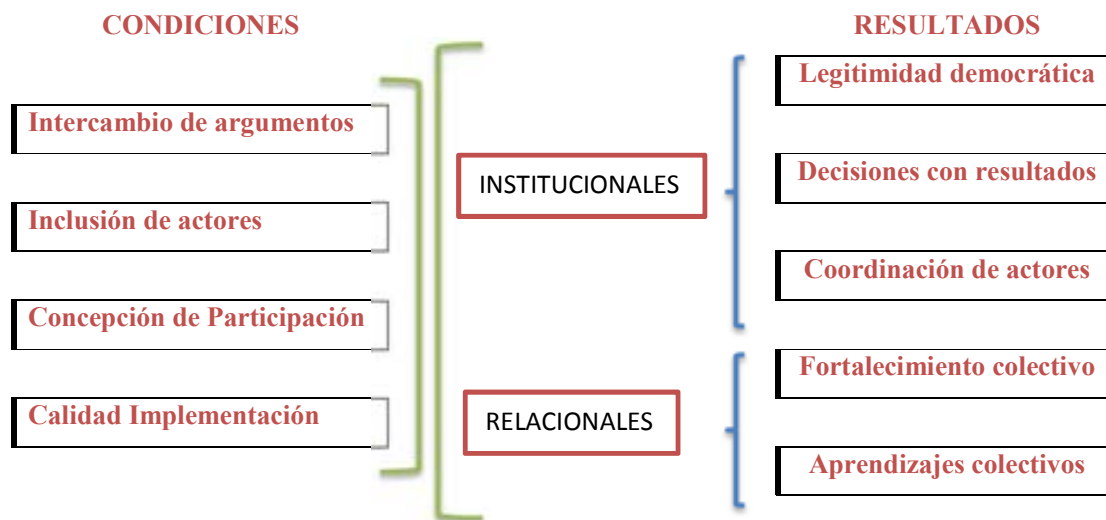 CONDICIONES
Intercambio de argumentos
Inclusión de actores
Concepción de Participación
Calidad Implementación
INSTITUCIONALES
RELACIONALES
RESULTADOS
Legitimidad democrática
Decisiones con resultados
Coordinación de actores
Fortalecimiento colectivo
Aprendizajes colectivos